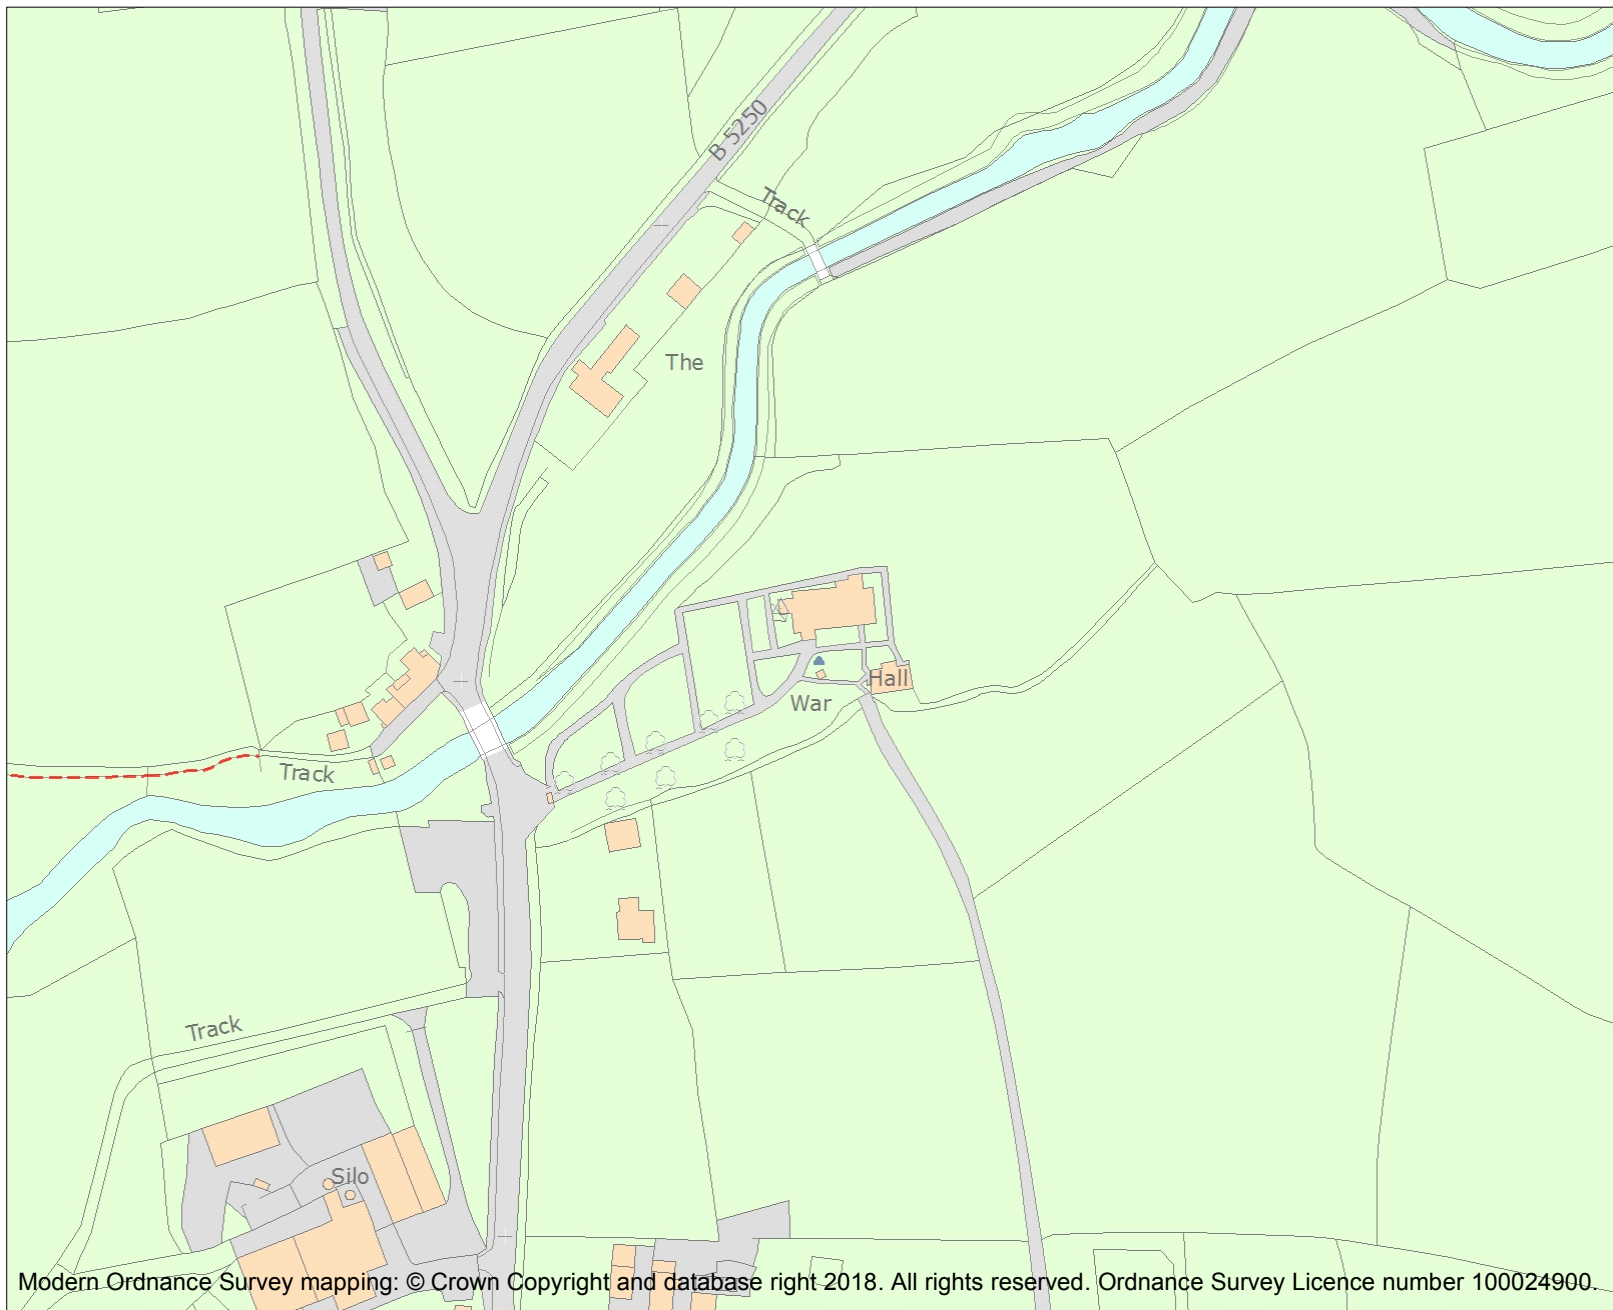 B 5250
Track
The
Hall
War
Track
Track
Silo
Modern Ordnance Survey mapping: © Crown Copyright and database right 2018. All rights reserved. Ordnance Survey Licence number 100024900.